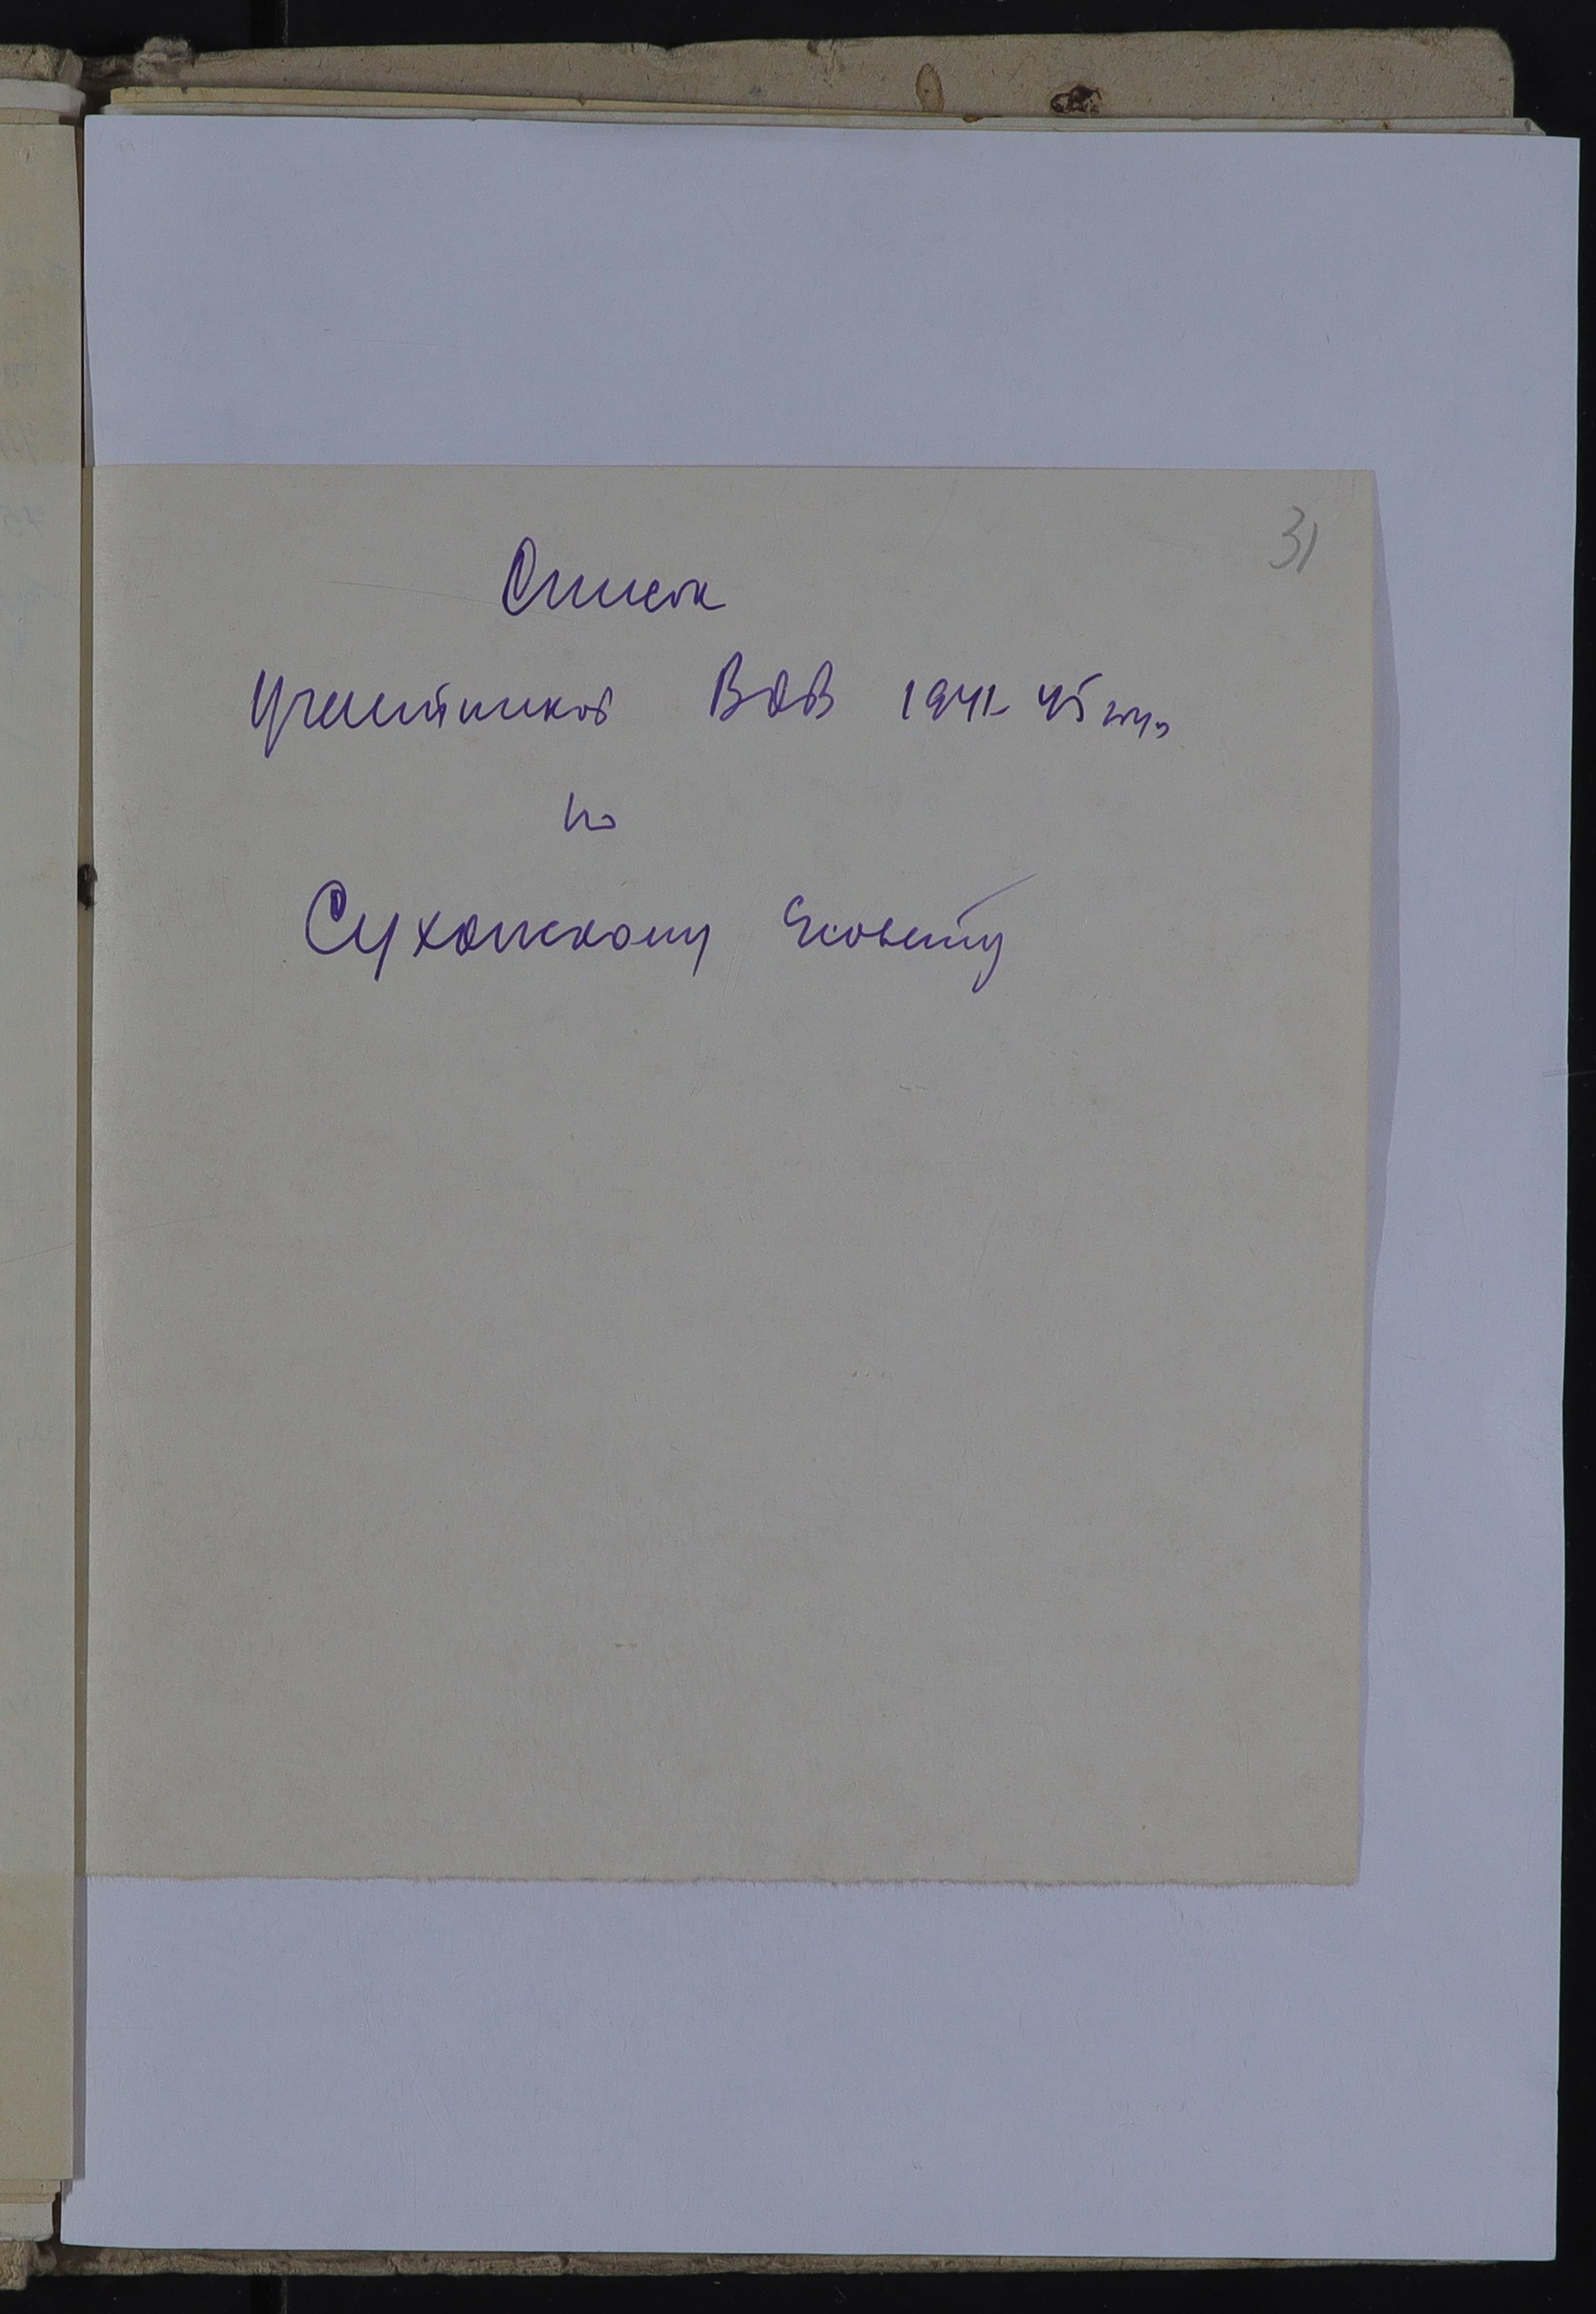 31
Список
Участников ВОВ 1941-45 гг.
по
Сухонскому с/совету